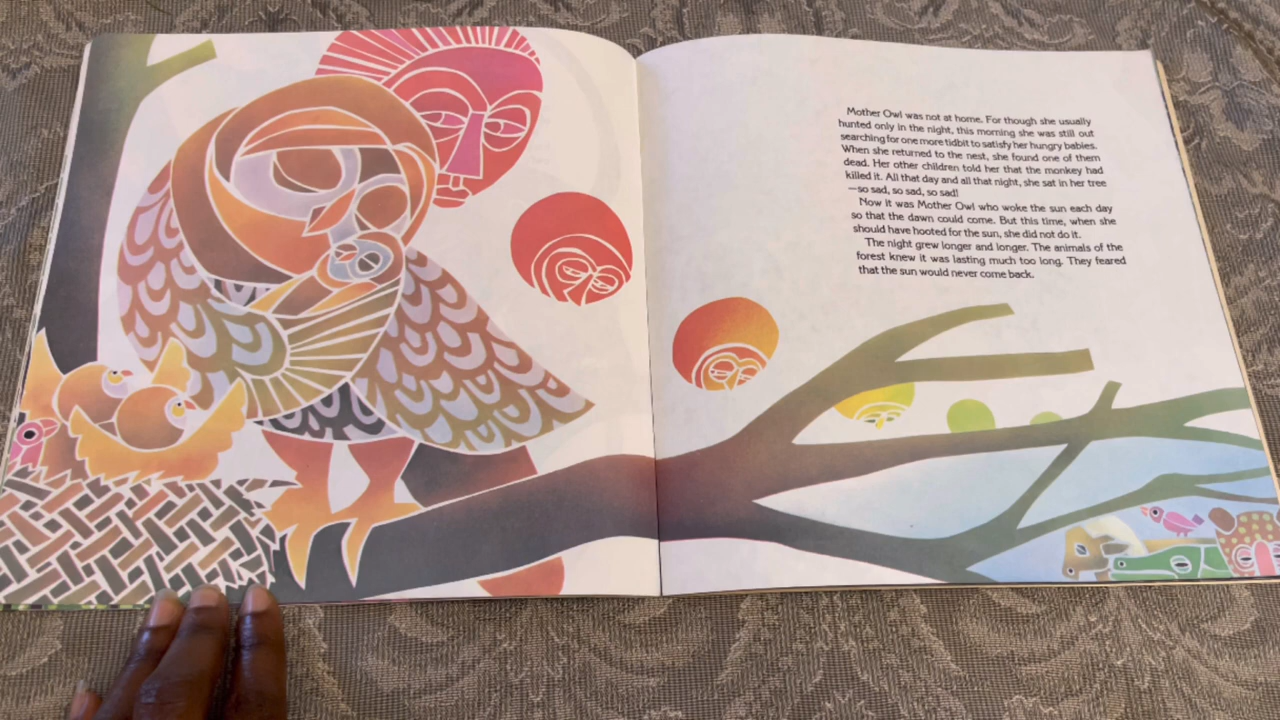 Mother Owl was not at home. For though she usually
hunted only in the night, this morning she was still out
searching for one more tidbit to satisfy her hungry babies.
When she returned to the nest, she found one of them
dead. Her other children told her that the monkey had
killed it. All that day and all that night, she sat in her tree
—so sad, so sad, so sad!
Now it was Mother Owl who woke the sun each day
so that the dawn could come. But this time, when she
should have hooted for the sun, she did not do it.
The night grew longer and longer. The animals of the
forest knew it was lasting much too long. They feared
that the sun would never come back.